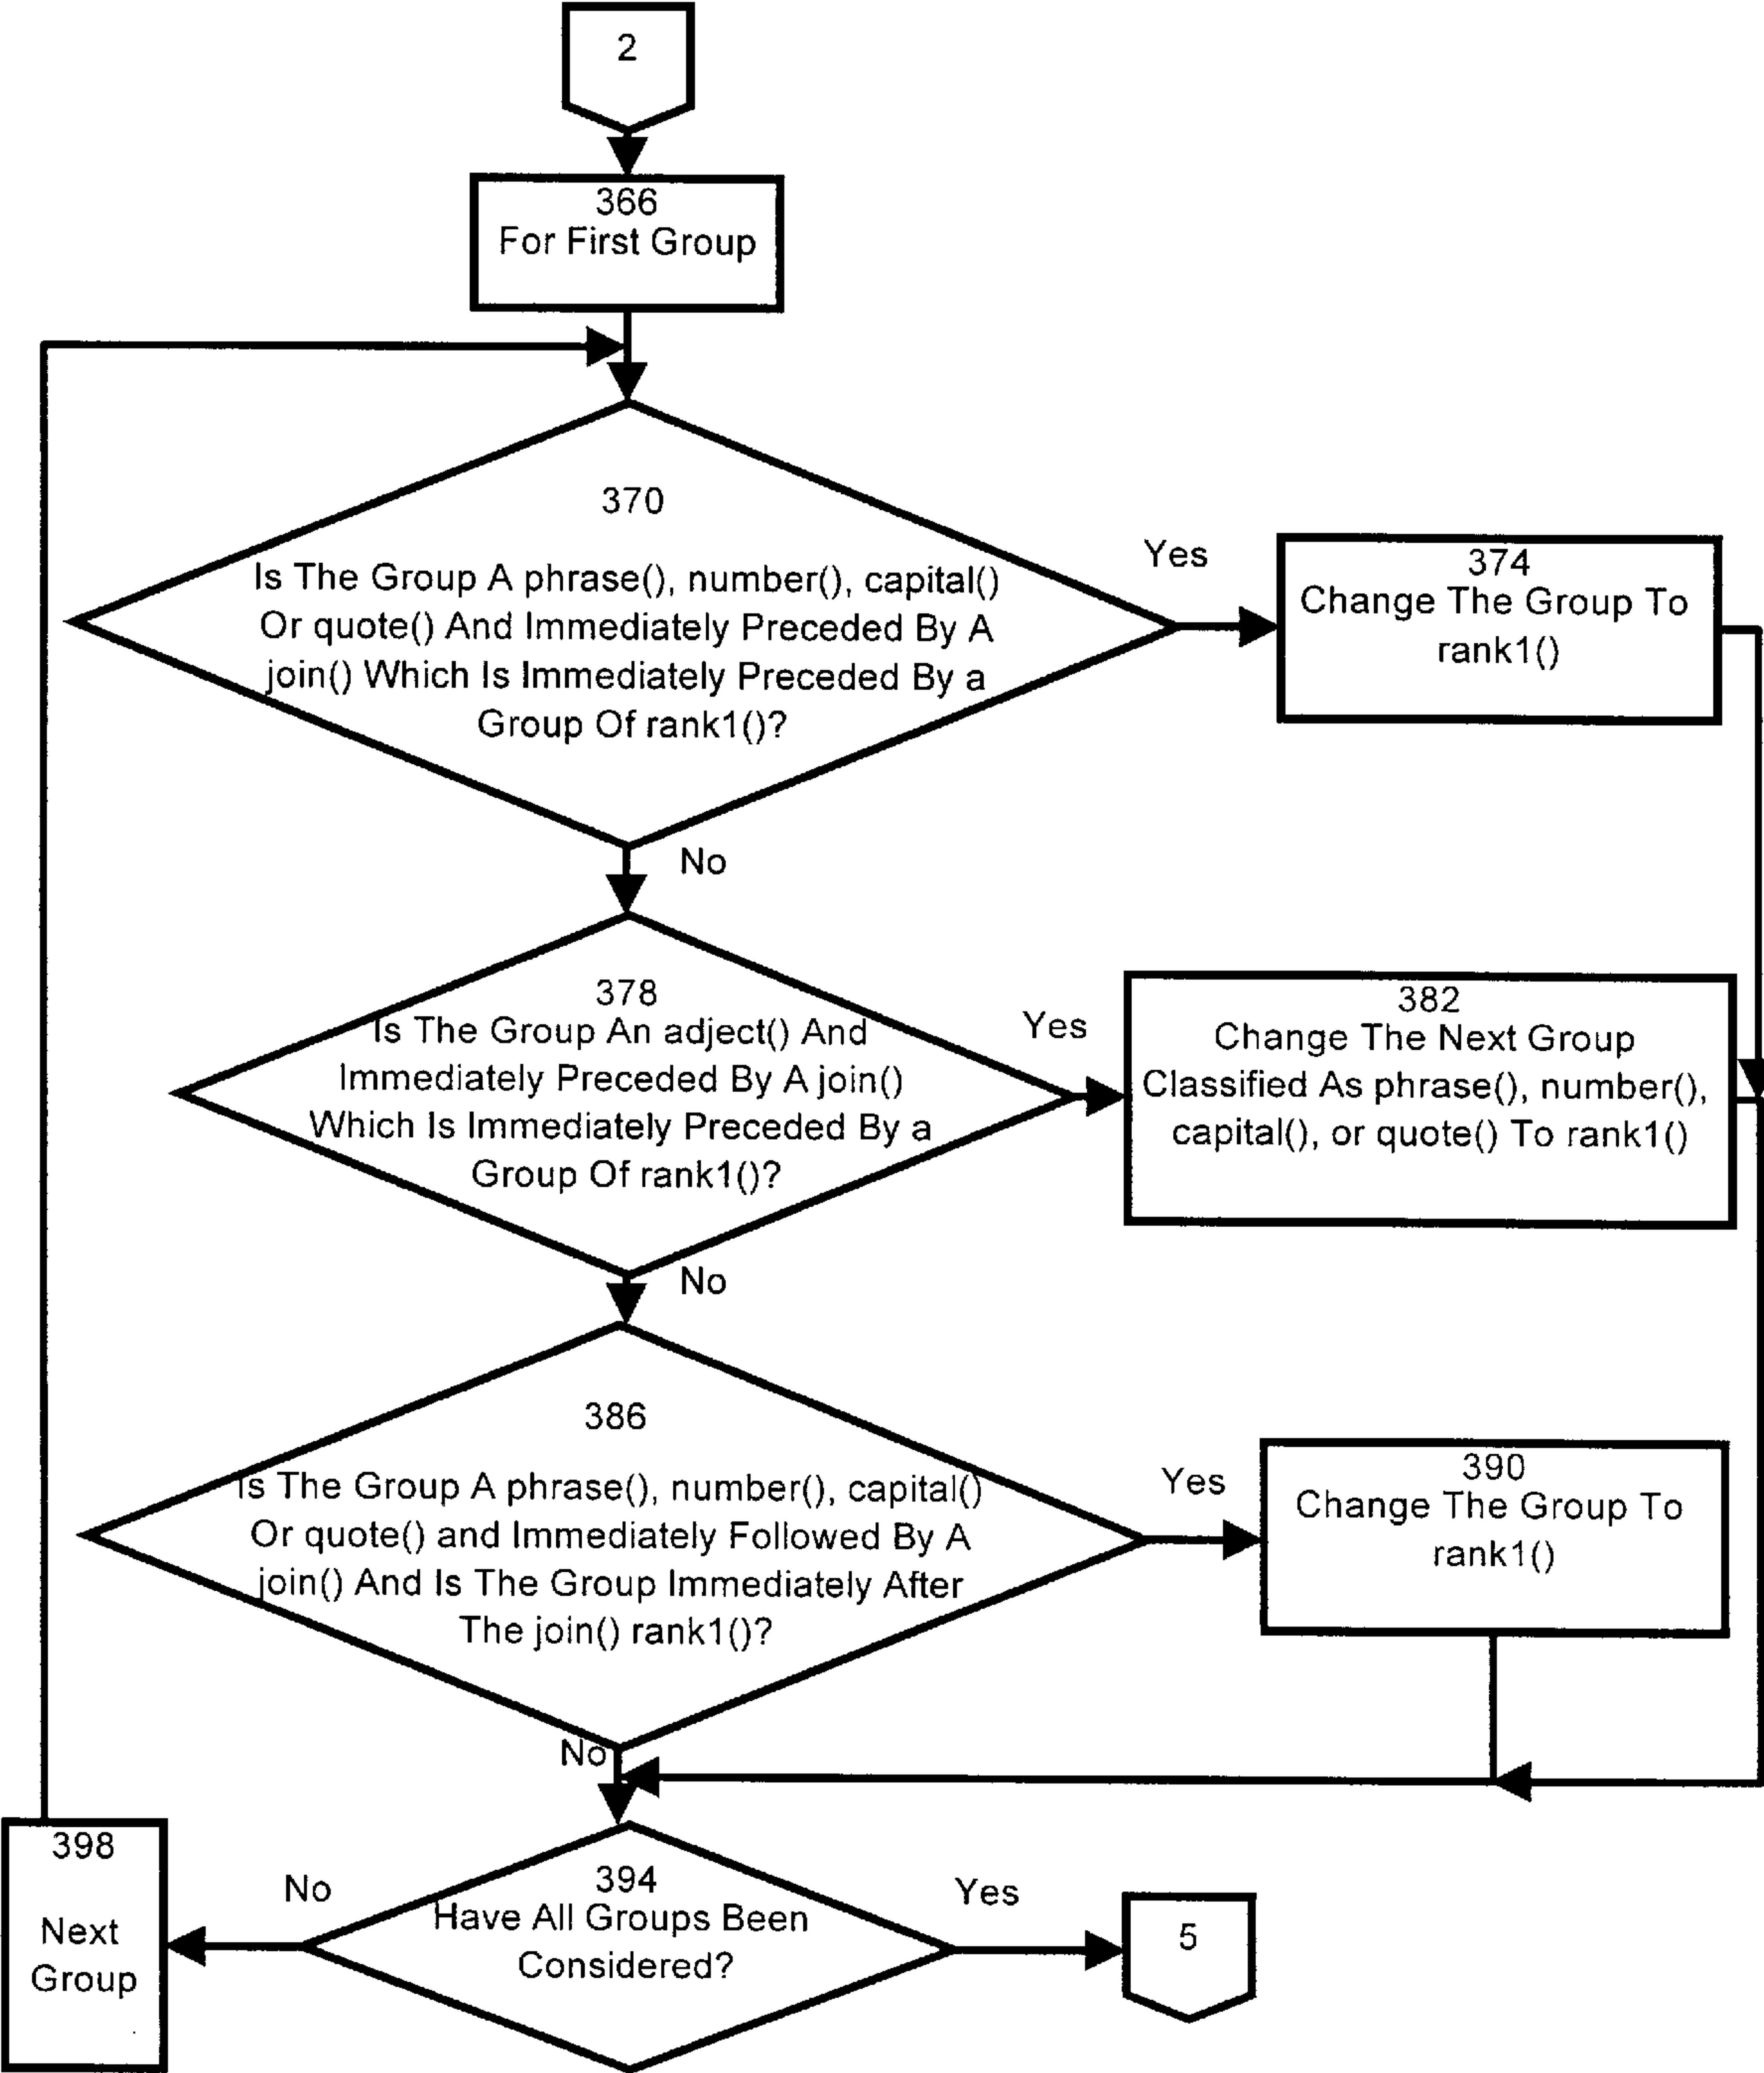 2
366
For First Group
370
Is The Group A phrase(), number(), capital()
Or quote() And Immediately Preceded By A
join() Which Is Immediately Preceded By a
Group Of rank1()?
Yes
374
Change The Group To
rank1()
No
378
Is The Group An adject() And
Immediately Preceded By A join()
Which Is Immediately Preceded By a
Group Of rank1()?
Yes
382
Change The Next Group
Classified As phrase(), number(),
capital(), or quote() To rank1()
No
386
Is The Group A phrase(), number(), capital()
Or quote() and Immediately Followed By A
join() And Is The Group Immediately After
The join() rank1()?
Yes
390
Change The Group To
rank1()
No
394
Have All Groups Been
Considered?
No
398
Next
Group
Yes
5